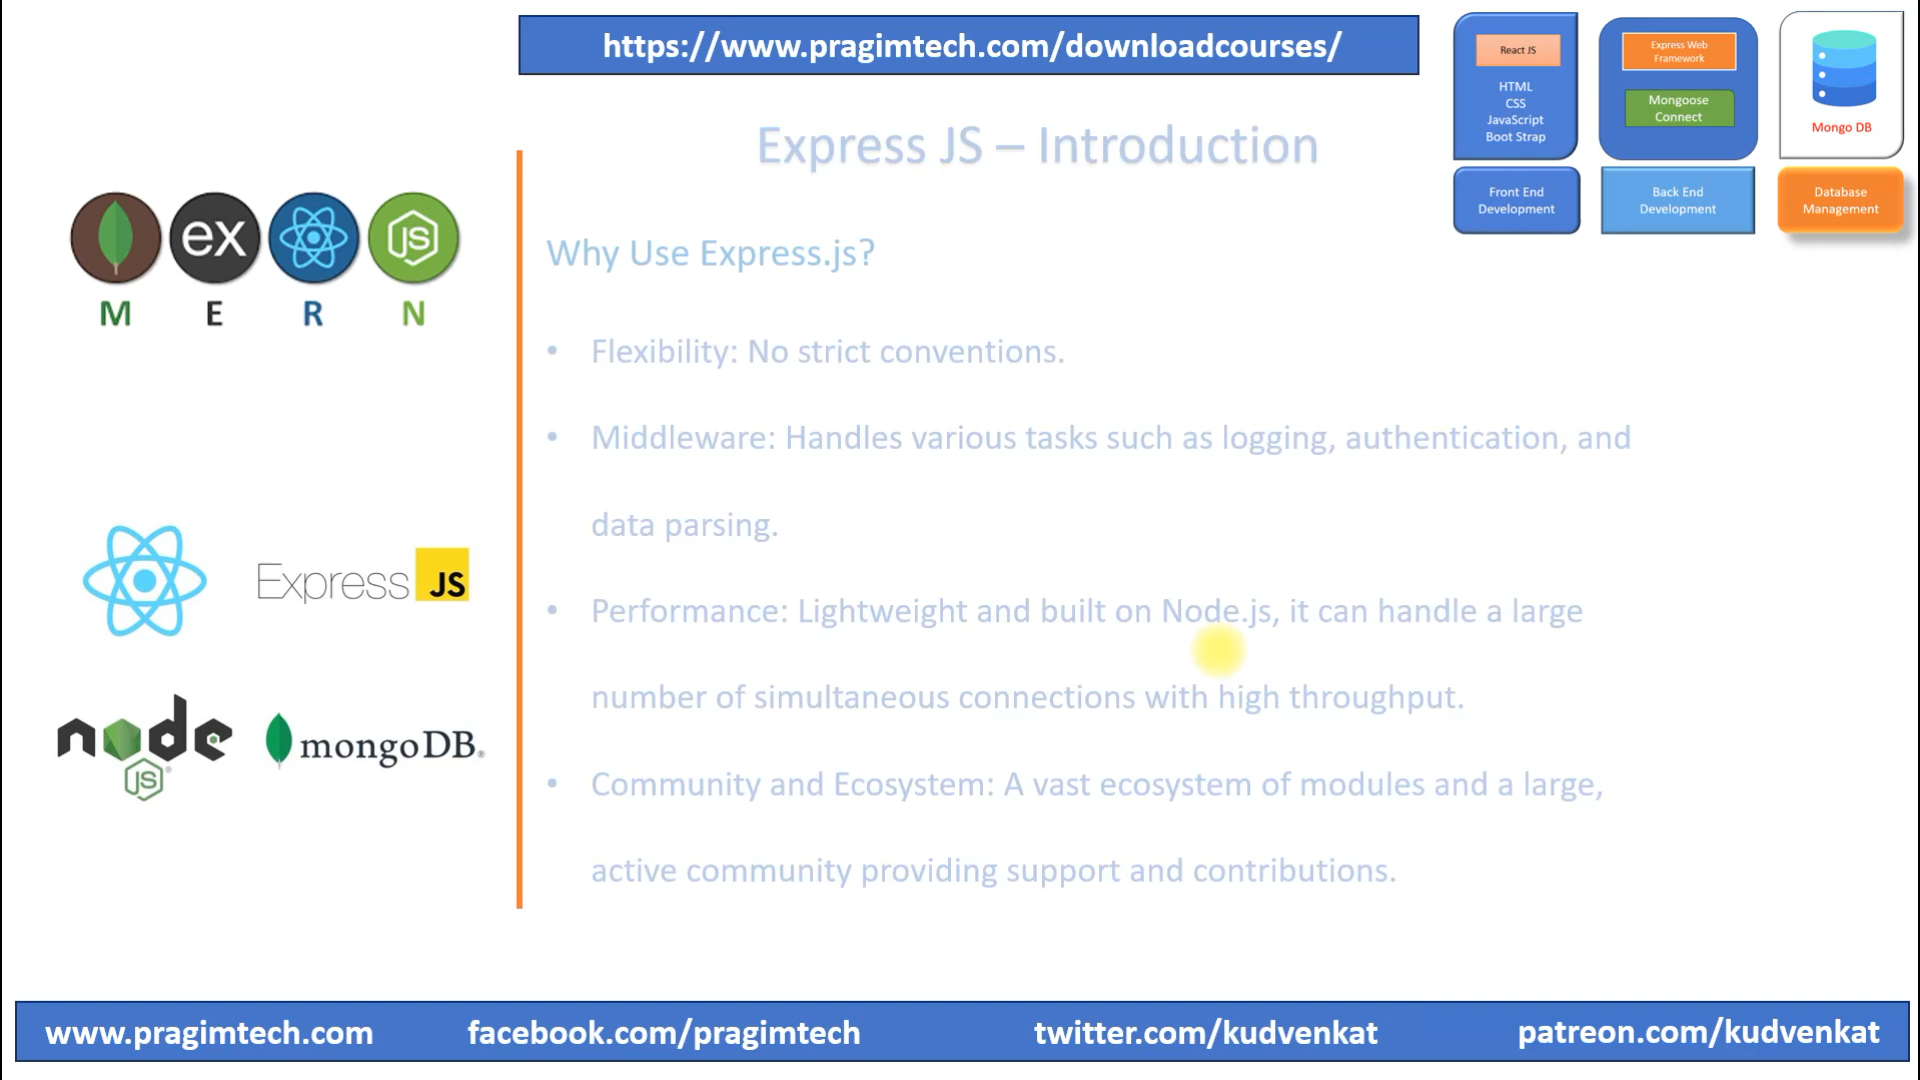 https://www.pragimtech.com/downloadcourses/
React JS
HTML
CSS
JavaScript
Boot Strap
Front End
Development
Express Web
Framework
Mongoose
Connect
Back End
Development
Mongo DB
Database
Management
Express JS – Introduction
ex
JS
M E R N
Why Use Express.js?
• Flexibility: No strict conventions.
• Middleware: Handles various tasks such as logging, authentication, and
data parsing.
• Performance: Lightweight and built on Node.js, it can handle a large
number of simultaneous connections with high throughput.
• Community and Ecosystem: A vast ecosystem of modules and a large,
active community providing support and contributions.
Express JS
node
JS
mongoDB.
www.pragimtech.com facebook.com/pragimtech twitter.com/kudvenkat patreon.com/kudvenkat